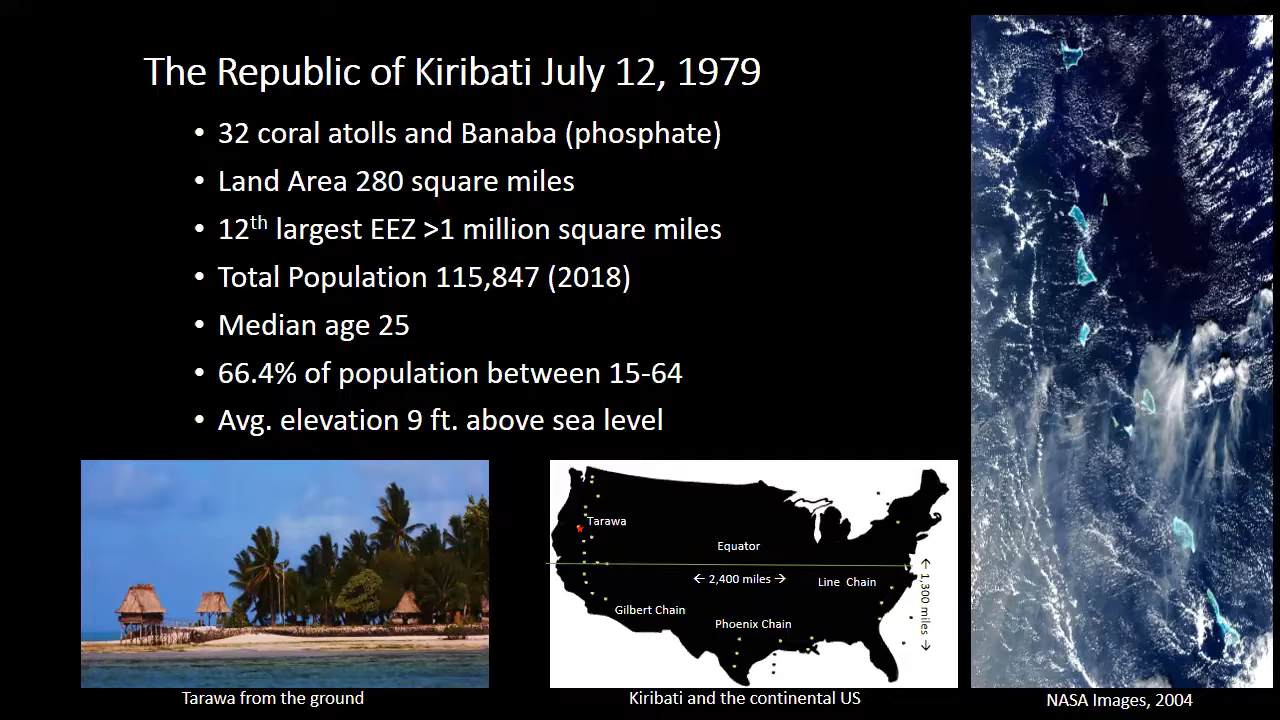 The Republic of Kiribati July 12, 1979
• 32 coral atolls and Banaba (phosphate)
• Land Area 280 square miles
• 12th largest EEZ >1 million square miles
• Total Population 115,847 (2018)
• Median age 25
• 66.4% of population between 15-64
• Avg. elevation 9 ft. above sea level
Tarawa
Equator
← 2,400 miles →
Line Chain
← 1,300 miles →
Gilbert Chain
Phoenix Chain
Tarawa from the ground
Kiribati and the continental US
NASA Images, 2004